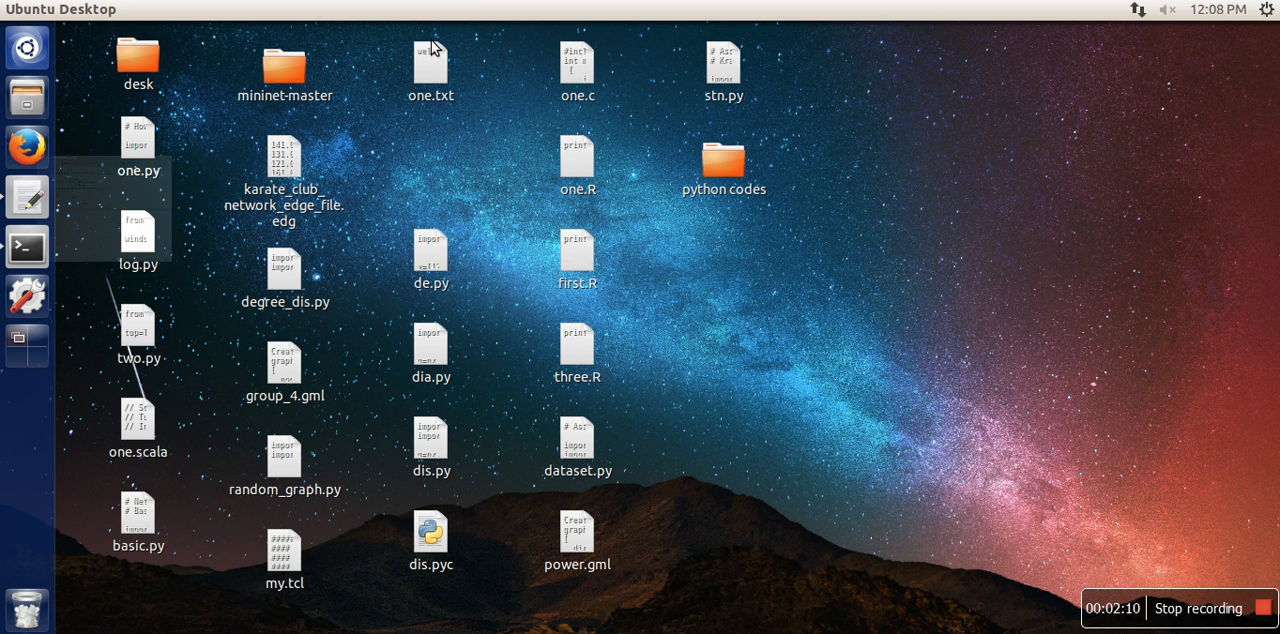 Ubuntu Desktop
12:08 PM
desk
mininet-master
one.txt
one.c
stn.py
one.py
karate_club_
network_edge_file.
edg
one.R
python codes
log.py
degree_dis.py
de.py
first.R
two.py
group_4.gml
dia.py
three.R
one.scala
random_graph.py
dis.py
dataset.py
basic.py
my.tcl
dis.pyc
power.gml
00:02:10 Stop recording